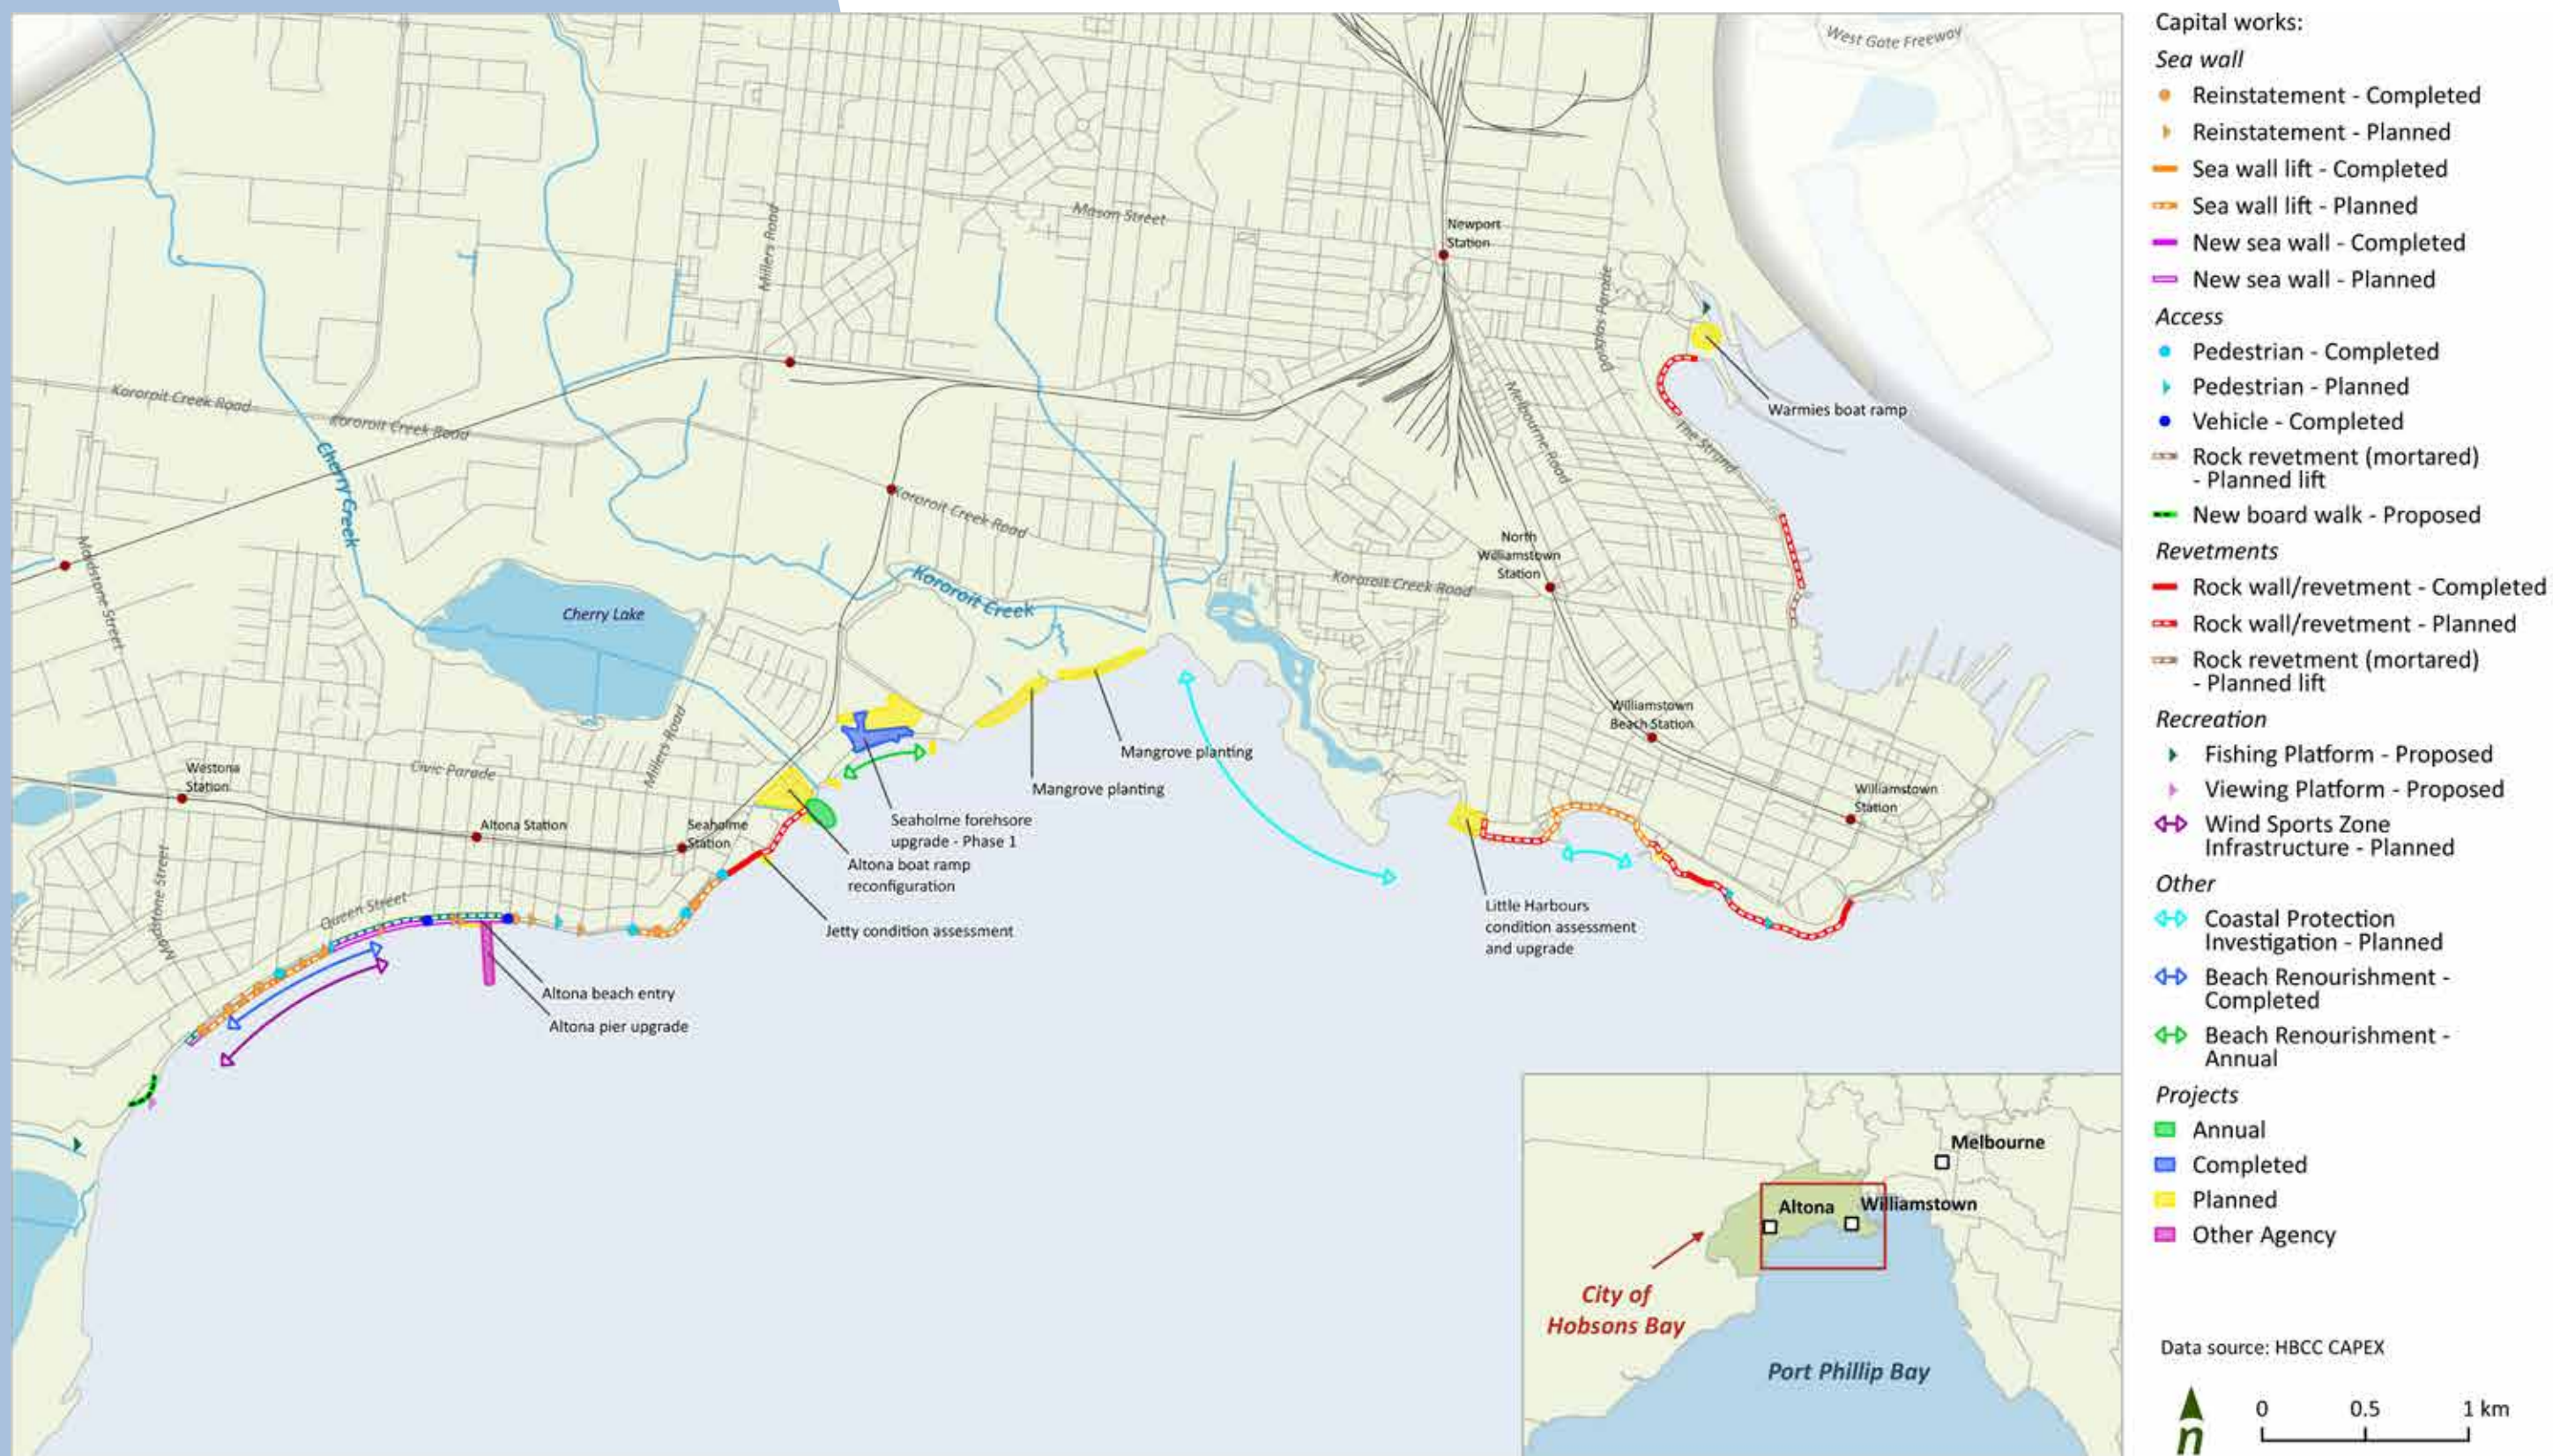 West Gate Freeway
Mason Street
Millers Road
Newport
Station
Douglas Parade
Kororoit Creek Road
Kororoit Creek Road
Cherry Creek
Melbourne Road
The Strand
Warmies boat ramp
Kororoit Creek Road
Maidstone Street
North
Williamstown
Station
Kororoit Creek
Kororoit Creek Road
Cherry Lake
Williamstown
Beach Station
Millers Road
Mangrove planting
Mangrove planting
Westona
Station
Civic Parade
Altona Station
Seaholme
Station
Seaholme forehsore
upgrade - Phase 1
Altona boat ramp
reconfiguration
Williamstown
Station
Maidstone Street
Queen Street
Jetty condition assessment
Little Harbours
condition assessment
and upgrade
Altona beach entry
Altona pier upgrade
Melbourne
Altona
Williamstown
City of
Hobsons Bay
Port Phillip Bay
Capital works:
Sea wall
Reinstatement - Completed
Reinstatement - Planned
Sea wall lift - Completed
Sea wall lift - Planned
New sea wall - Completed
New sea wall - Planned
Access
Pedestrian - Completed
Pedestrian - Planned
Vehicle - Completed
Rock revetment (mortared)
- Planned lift
New board walk - Proposed
Revetments
Rock wall/revetment - Completed
Rock wall/revetment - Planned
Rock revetment (mortared)
- Planned lift
Recreation
Fishing Platform - Proposed
Viewing Platform - Proposed
Wind Sports Zone
Infrastructure - Planned
Other
Coastal Protection
Investigation - Planned
Beach Renourishment -
Completed
Beach Renourishment -
Annual
Projects
Annual
Completed
Planned
Other Agency
Data source: HBCC CAPEX
n
0 0.5 1 km